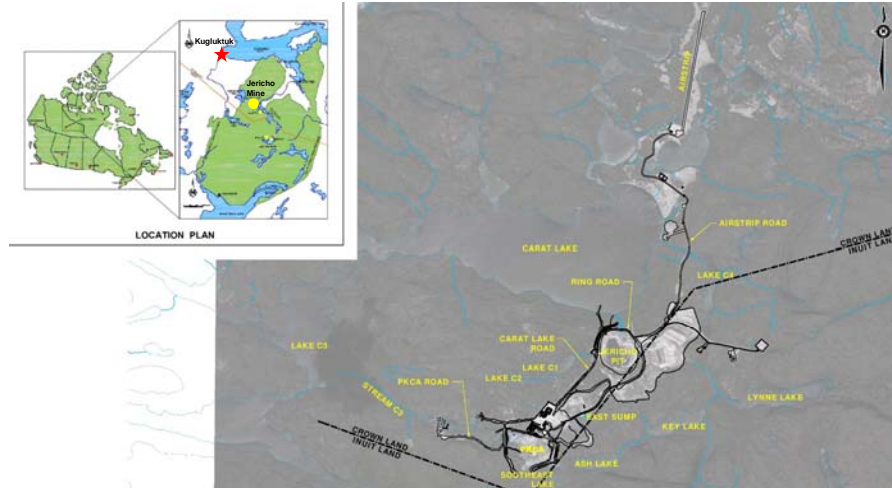 Kugluktuk
Jericho
Mine
LOCATION PLAN
AIRSTRIP
AIRSTRIP ROAD
CARAT LAKE
CROWN LAND
INUIT LAND
LAKE C4
RING ROAD
CARAT LAKE
ROAD
JERICHO
PIT
LAKE C3
LAKE C1
LAKE C2
PKCA ROAD
STREAM C3
LYNNE LAKE
EAST SUMP
KEY LAKE
CROWN LAND
INUIT LAND
PKCA
ASH LAKE
SOUTHEAST
LAKE